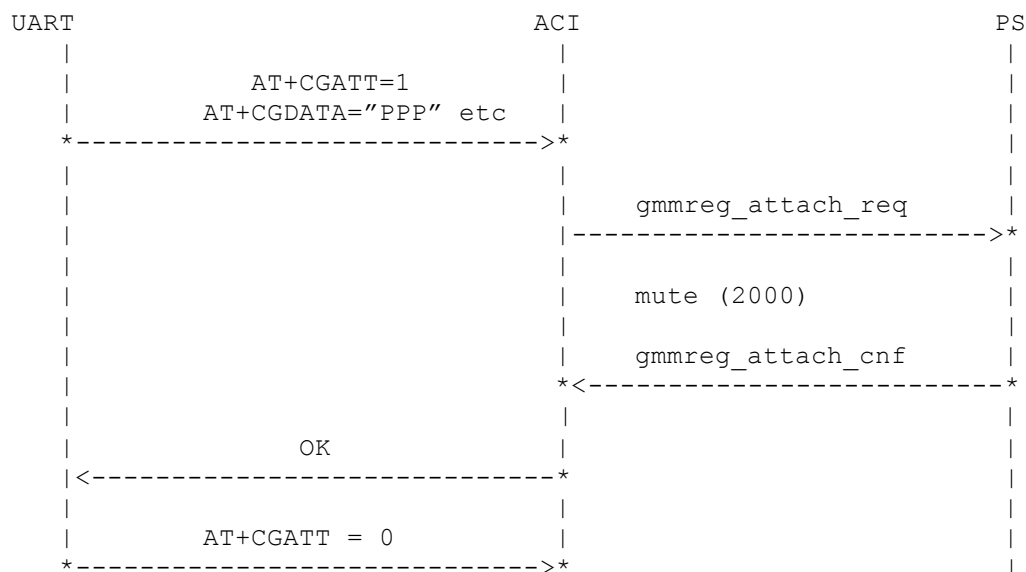 UART ACI PS
AT+CGATT=1
AT+CGDATA=”PPP” etc
gmmreg_attach_req
mute (2000)
gmmreg_attach_cnf
OK
AT+CGATT = 0